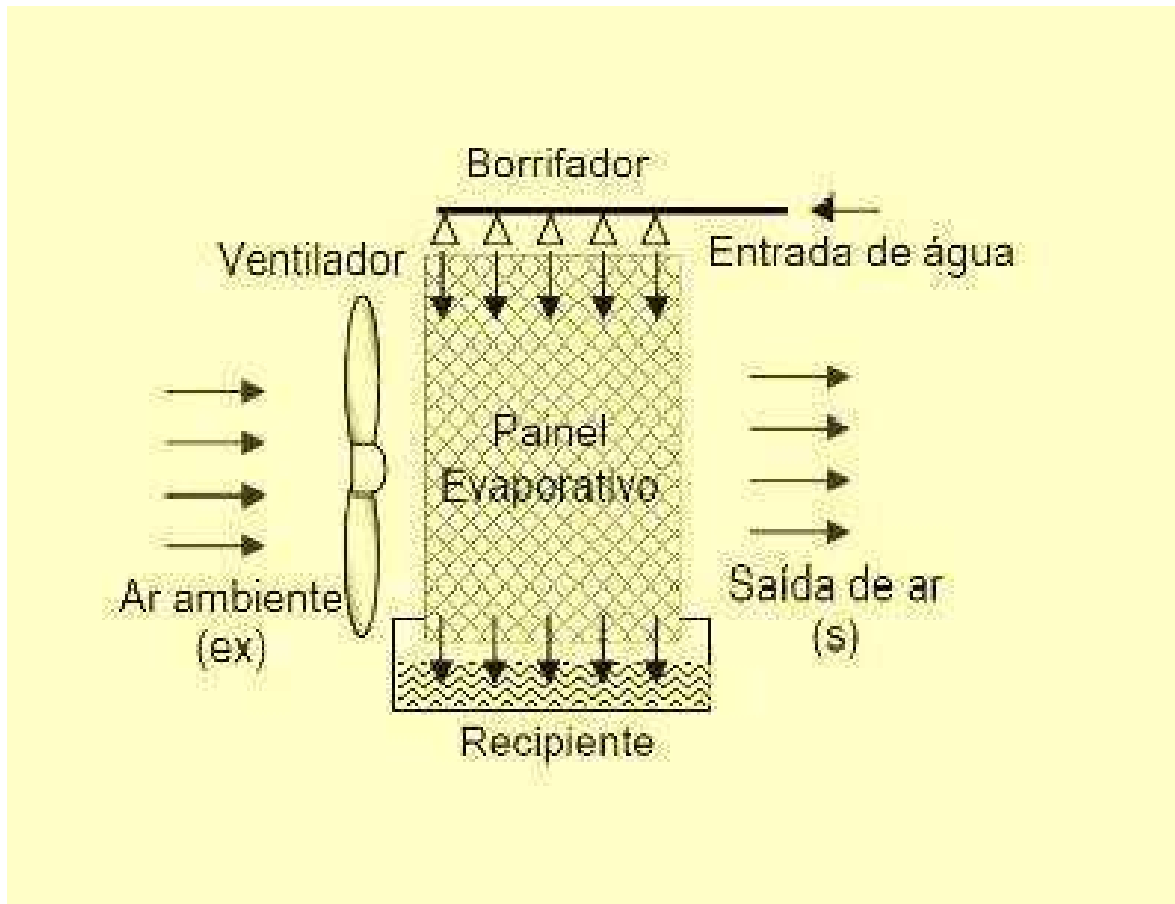 Borrifador
Ventilador
Entrada de água
Painel
Evaporativo
Ar ambiente
(ex)
Saída de ar
(s)
Recipiente